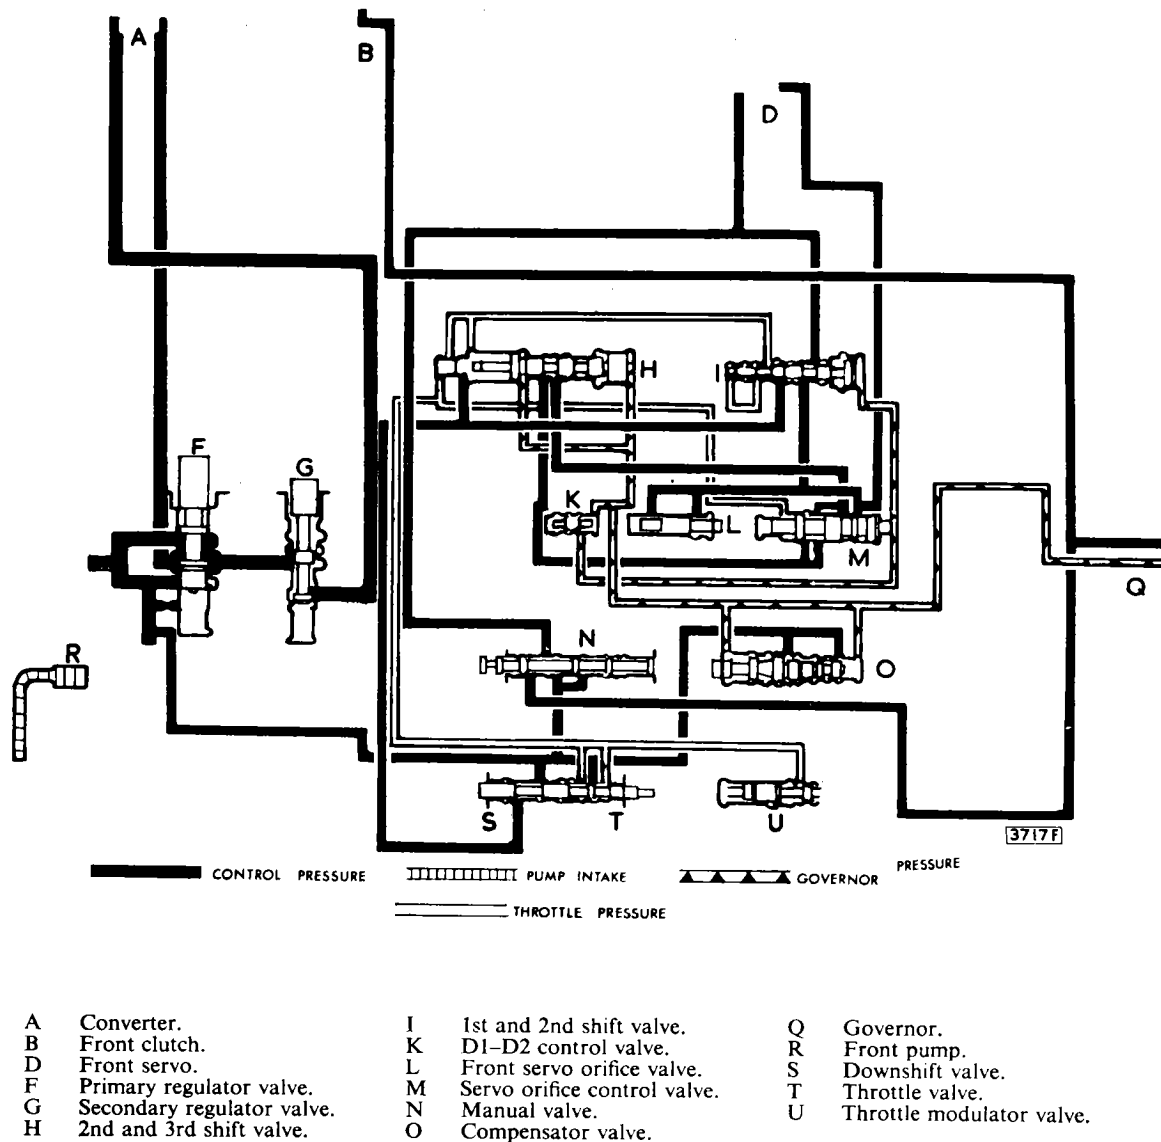 A
B
D
F
G
H
I
K
L
M
N
O
Q
R
S
T
U
3717F
CONTROL PRESSURE
PUMP INTAKE
GOVERNOR
PRESSURE
THROTTLE PRESSURE
A Converter.
B Front clutch.
D Front servo.
F Primary regulator valve.
G Secondary regulator valve.
H 2nd and 3rd shift valve.
I 1st and 2nd shift valve.
K D1–D2 control valve.
L Front servo orifice valve.
M Servo orifice control valve.
N Manual valve.
O Compensator valve.
Q Governor.
R Front pump.
S Downshift valve.
T Throttle valve.
U Throttle modulator valve.